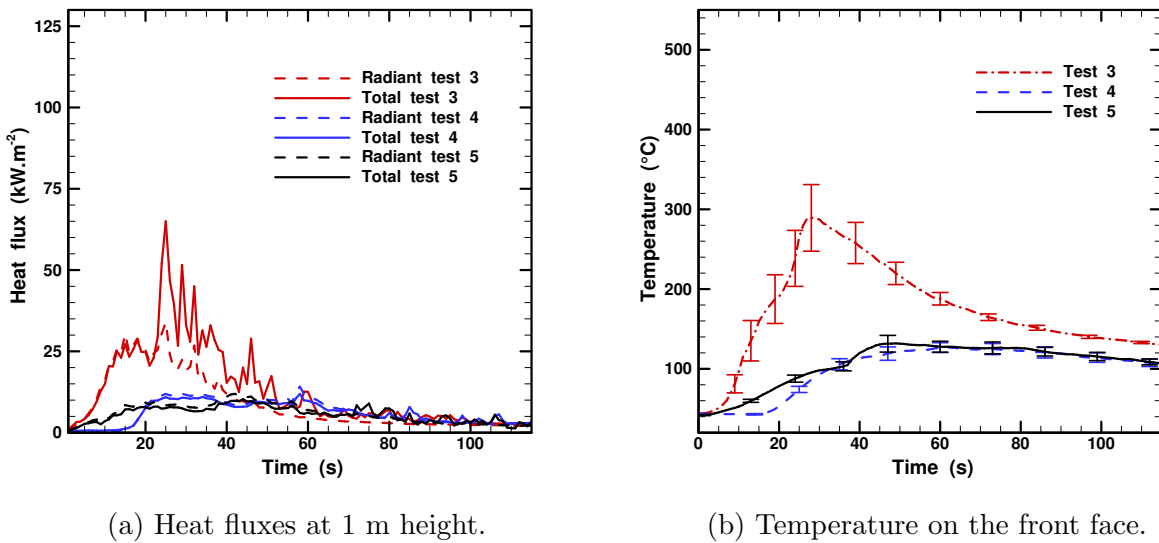 125
100
75
50
25
0
20
40
60
80
100
Heat flux (kW.m-2)
Time (s)
Radiant test 3
Total test 3
Radiant test 4
Total test 4
Radiant test 5
Total test 5
(a) Heat fluxes at 1 m height.
500
400
300
200
100
0
20
40
60
80
100
Temperature (°C)
Time (s)
Test 3
Test 4
Test 5
(b) Temperature on the front face.